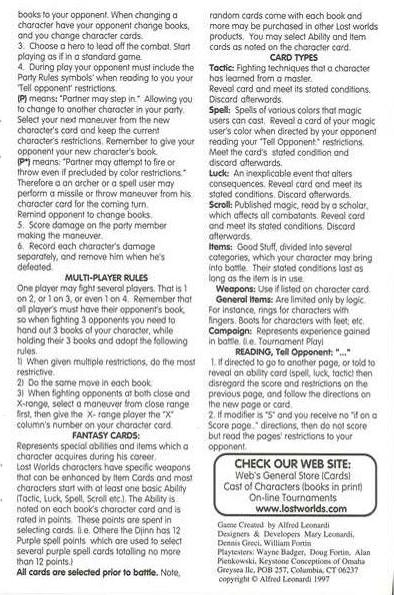 books to your opponent. When changing a
character have your opponent change books,
and you change character cards.
3. Choose a hero to lead off the combat. Start
playing as if in a standard game.
4. During play your opponent must include the
Party Rules symbols' when reading to you your
'Tell opponent' restrictions.
(P) means: "Partner may step in." Allowing you
to change to another character in your party.
Select your next maneuver from the new
character's card and keep the current
character's restrictions. Remember to give your
opponent your new character's book.
(P*) means: "Partner may attempt to fire or
throw even if precluded by color restrictions."
Therefore an archer or a spell user may
perform a missile or throw maneuver from his
character card for the coming turn.
Remind opponent to change books.
5. Score damage on the party member
making the maneuver.
6. Record each character's damage
separately, and remove him when he's
defeated.
MULTI-PLAYER RULES
One player may fight several players. That is 1
on 2, or 1 on 3, or even 1 on 4. Remember that
all player's must have their opponent's book,
so when fighting 3 opponents you need to
hand out 3 books of your character, while
holding their 3 books and adopt the following
rules.
1) When given multiple restrictions, do the most
restrictive.
2) Do the same move in each book.
3) When fighting opponents at both close and
X-range, select a maneuver from close range
first, then give the X- range player the "X"
column's number on your character card.
FANTASY CARDS:
Represents special abilities and items which a
character acquires during his career.
Lost Worlds characters have specific weapons
that can be enhanced by Item Cards and most
characters start with at least one basic Ability
(Tactic, Luck, Spell, Scroll etc.). The Ability is
noted on each book's character card and is
rated in points. These points are spent in
selecting cards. (i.e. Othere the Djinn has 12
Purple spell points which are used to select
several purple spell cards totalling no more
than 12 points.)
All cards are selected prior to battle. Note,
random cards come with each book and
more may be purchased in other Lost worlds
products. You may select Ability and Item
cards as noted on the character card.
CARD TYPES
Tactic: Fighting techniques that a character
has learned from a master.
Reveal card and meet its stated conditions.
Discard afterwards.
Spell: Spells of various colors that magic
users can cast. Reveal a card of your magic
user's color when directed by your opponent
reading your "Tell Opponent." restrictions.
Meet the card's stated condition and
discard afterwards.
Luck: An inexplicable event that alters
consequences. Reveal card and meet its
stated conditions. Discard afterwards.
Scroll: Published magic, read by a scholar,
which affects all combatants. Reveal card
and meet its stated conditions. Discard
afterwards.
Items: Good Stuff, divided into several
categories, which your character may bring
into battle. Their stated conditions last as
long as the item is in use.
Weapons: Use if listed on character card.
General Items: Are limited only by logic.
For instance, rings for characters with
fingers. Boots for characters with feet; etc.
Campaign: Represents experience gained
in battle. (i.e. Tournament Play)
READING, Tell Opponent: "..."
1. If directed to go to another page, or told to
reveal an ability card (spell, luck, tactic) then
disregard the score and restrictions on the
previous page, and follow the directions on
the new page or card.
2. If modifier is "S" and you receive no "if on a
Score page.." directions, then do not score
but read the pages' restrictions to your
opponent.
CHECK OUR WEB SITE:
Web's General Store (Cards)
Cast of Characters (books in print)
On-line Tournaments
www.lostworlds.com
Game Created by Alfred Leonardi
Designers & Developers Mary Leonardi,
Dennis Greci, William Fortin
Playtesters: Wayne Badger, Doug Fortin, Alan
Pienkowski, Keystone Conceptions of Omaha
Greysea llc, POB 257, Columbia, CT 06237
copyright © Alfred Leonardi 1997